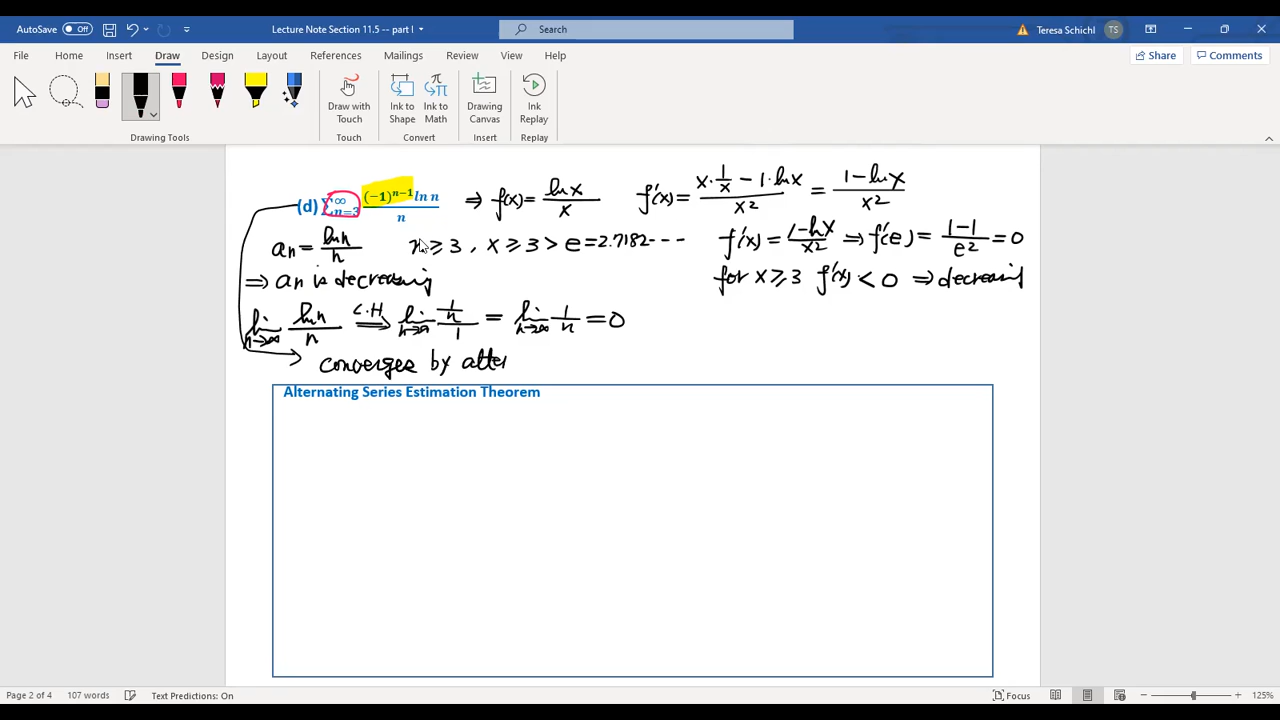 AutoSave Off Lecture Note Section 11.5 -- part I Search Teresa Schichl TS
File Home Insert Draw Design Layout References Mailings Review View Help Share Comments
Draw with Touch Ink to Shape Ink to Math Drawing Canvas Ink Replay
Drawing Tools Touch Convert Insert Replay
(d) ∑_{n=3}^{∞} (−1)^{n−1} ln n / n ⇒ f(x) = ln x / x f'(x) = (x · 1/x − 1 · ln x) / x² = (1 − ln x) / x²
an = ln n / n n ≥ 3 , x ≥ 3 > e = 2.7182--- f'(x) = (1 − ln x) / x² ⇒ f'(e) = (1−1) / e² = 0
⇒ an is decreasing for x ≥ 3 f'(x) < 0 ⇒ decreasing
lim_{n→∞} ln n / n =(L'H)⇒ lim_{n→∞} (1/n) / 1 = lim_{n→∞} 1/n = 0
→ converges by alter
Alternating Series Estimation Theorem
Page 2 of 4 107 words Text Predictions: On Focus 125%